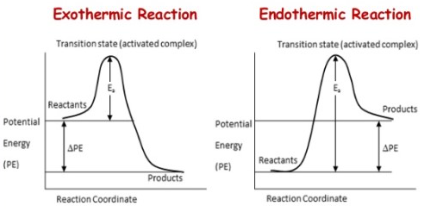 Exothermic Reaction
Transition state (activated complex)
Reactants
Eₐ
Potential
Energy
(PE)
ΔPE
Products
Reaction Coordinate
Endothermic Reaction
Transition state (activated complex)
Eₐ
Products
Potential
Energy
(PE)
ΔPE
Reactants
Reaction Coordinate